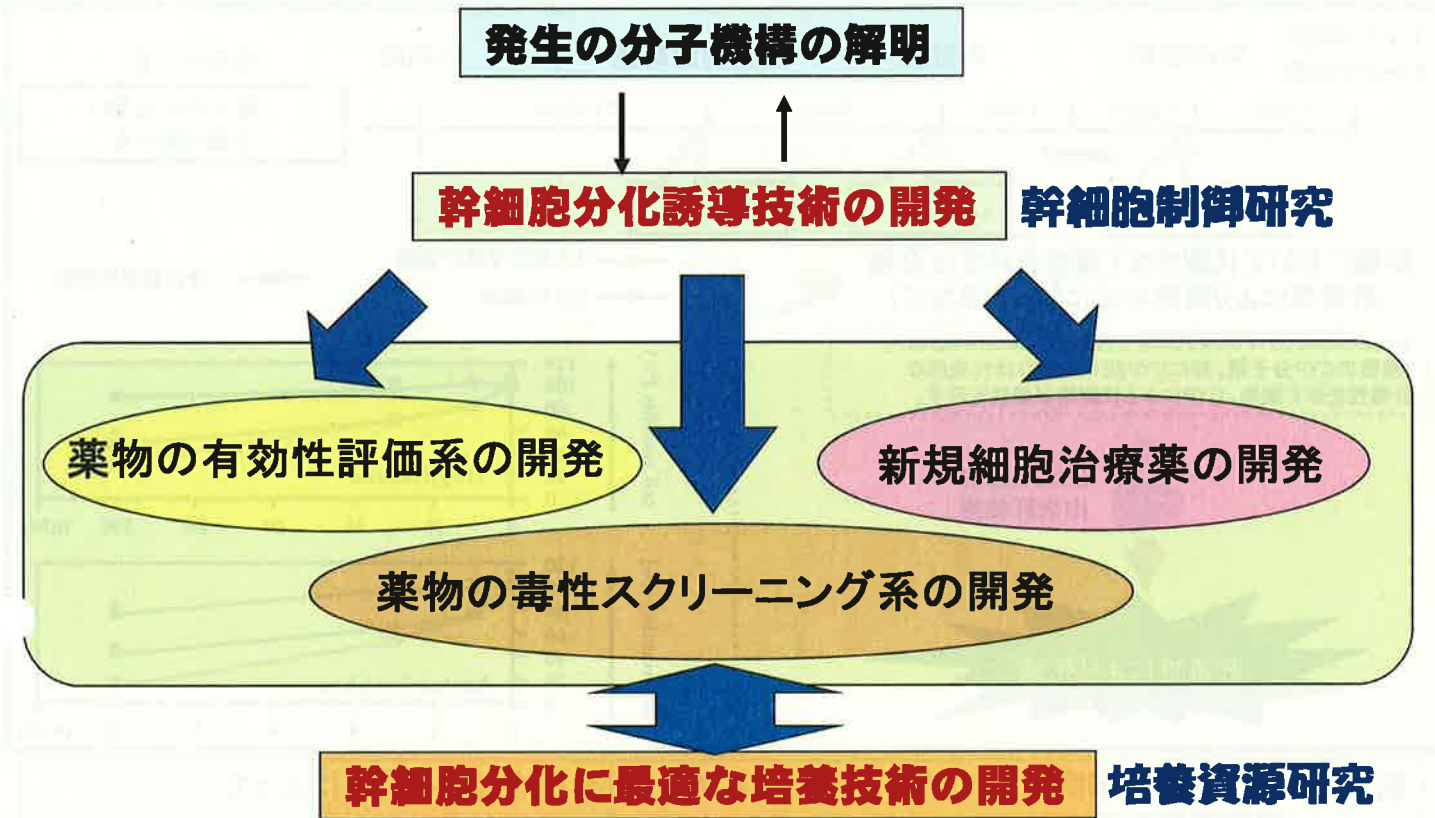 発生の分子機構の解明
幹細胞分化誘導技術の開発 幹細胞制御研究
薬物の有効性評価系の開発
新規細胞治療薬の開発
薬物の毒性スクリーニング系の開発
幹細胞分化に最適な培養技術の開発 培養資源研究